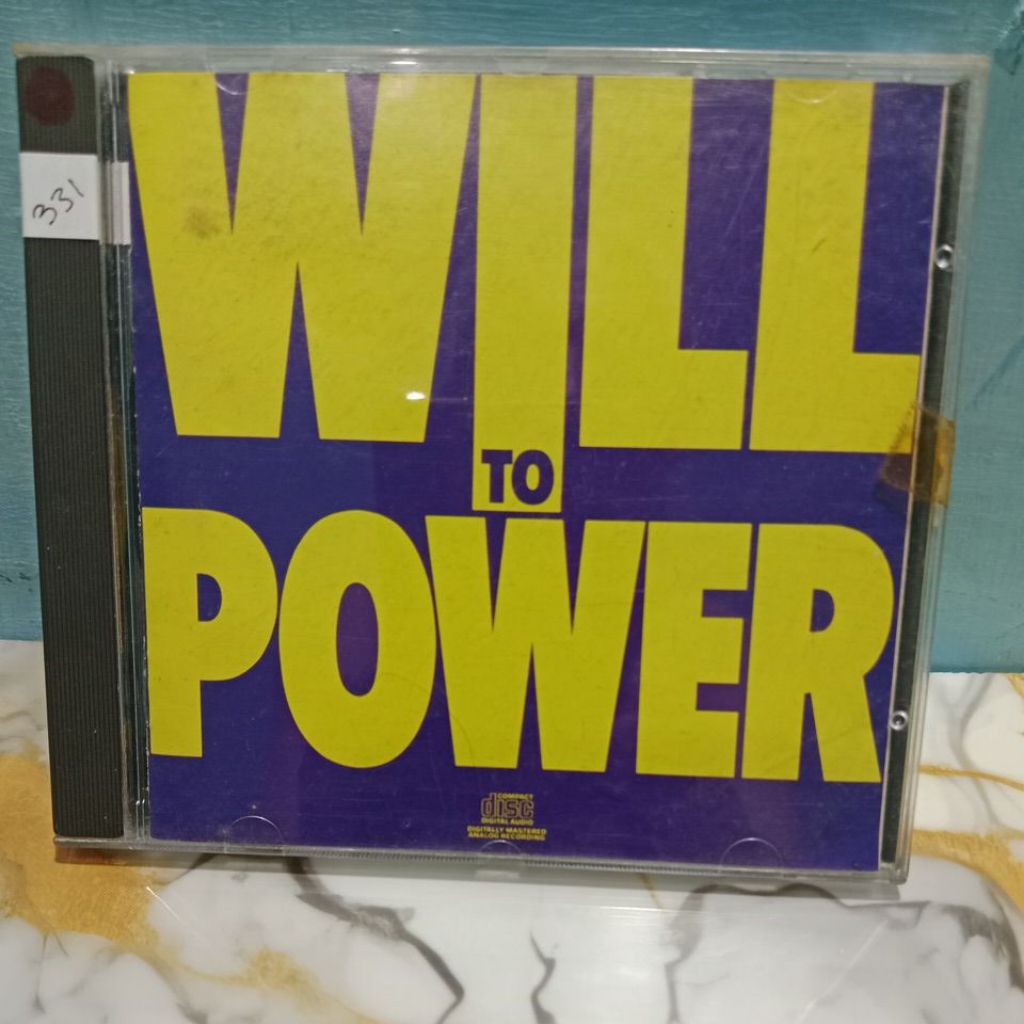 331
WILL
TO
POWER
COMPACT
disc
DIGITAL AUDIO
DIGITALLY MASTERED
ANALOG RECORDING